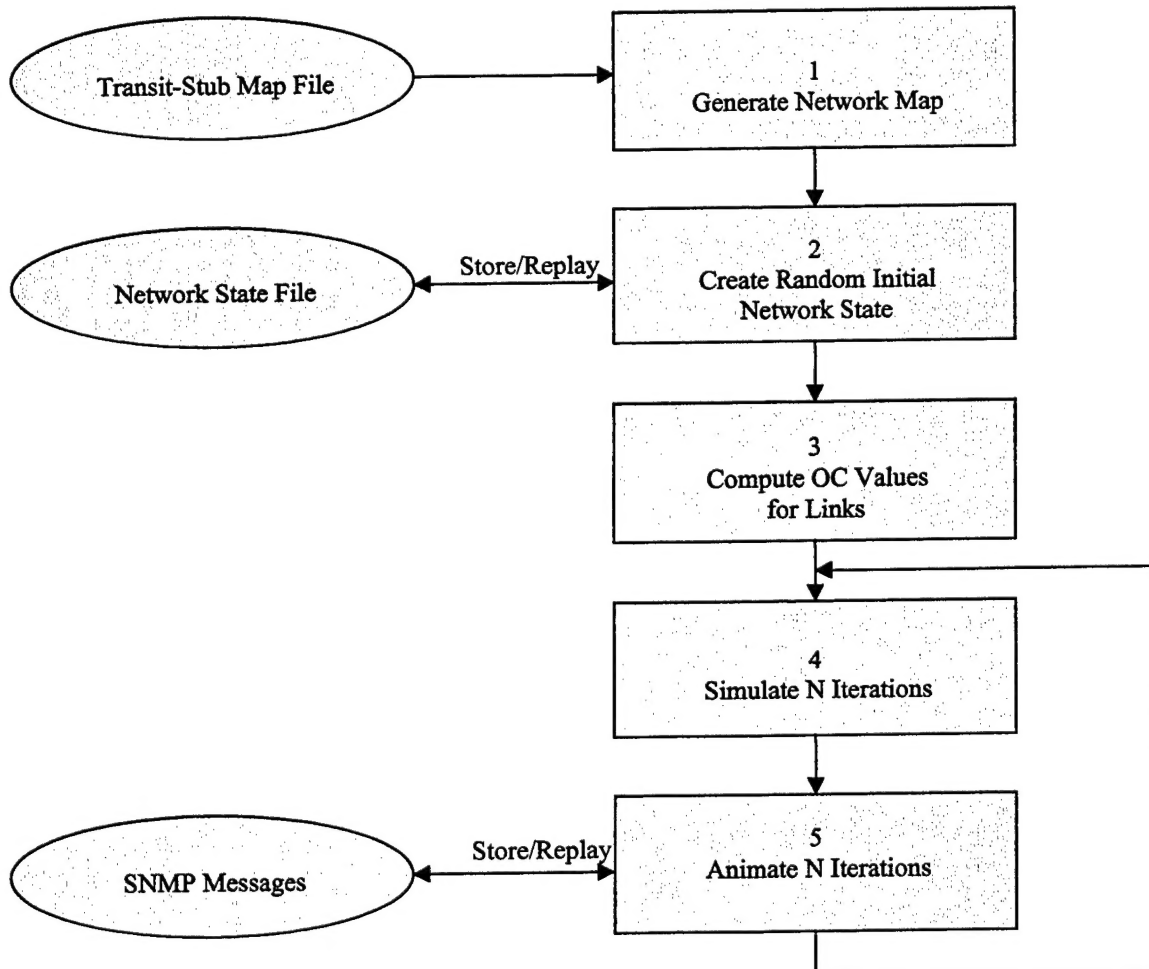 Transit-Stub Map File
1
Generate Network Map
Network State File
Store/Replay
2
Create Random Initial
Network State
3
Compute OC Values
for Links
4
Simulate N Iterations
SNMP Messages
Store/Replay
5
Animate N Iterations